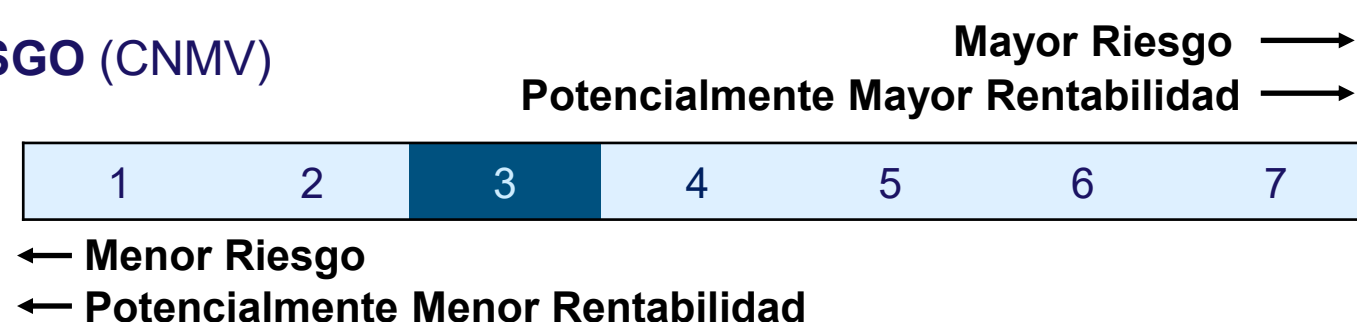 SGO (CNMV)
Mayor Riesgo
Potencialmente Mayor Rentabilidad
1 2 3 4 5 6 7
Menor Riesgo
Potencialmente Menor Rentabilidad